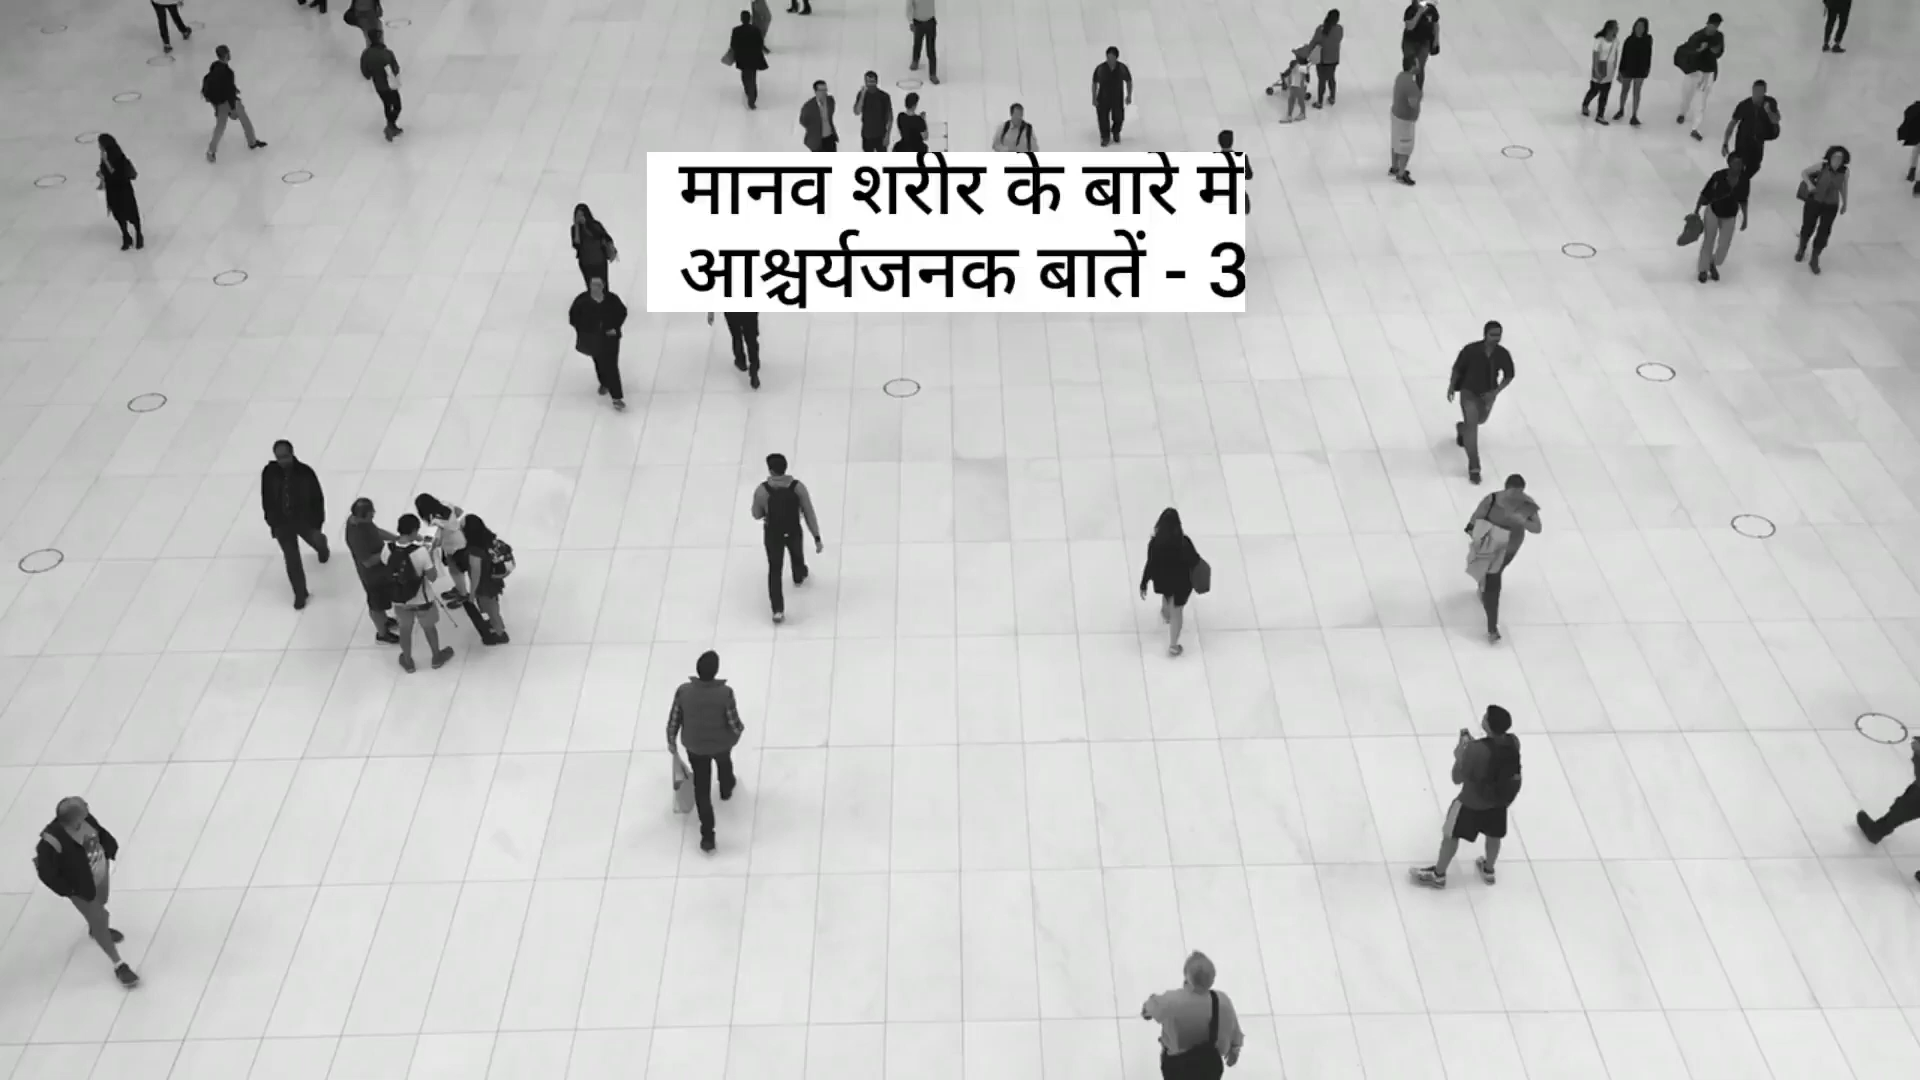 मानव शरीर के बारे में
आश्चर्यजनक बातें - 3